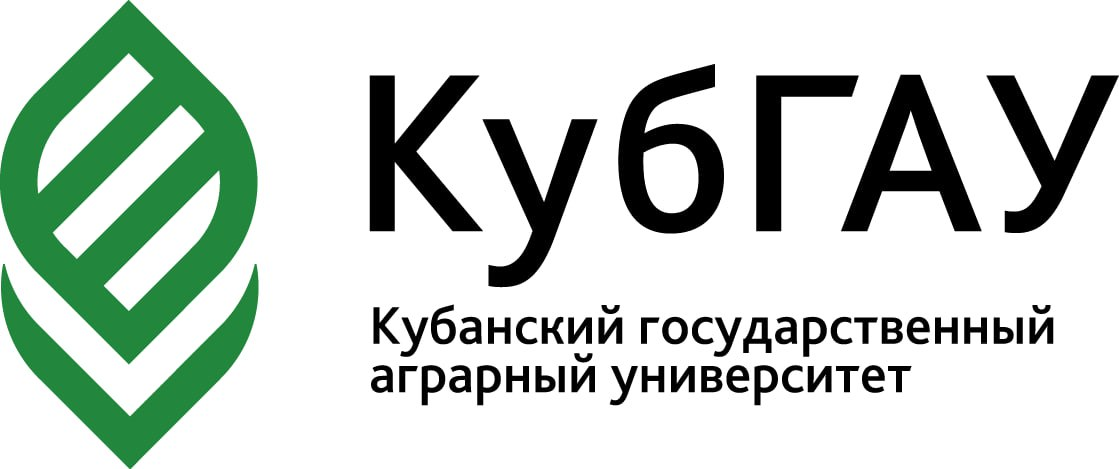 КубГАУ
Кубанский государственный
аграрный университет